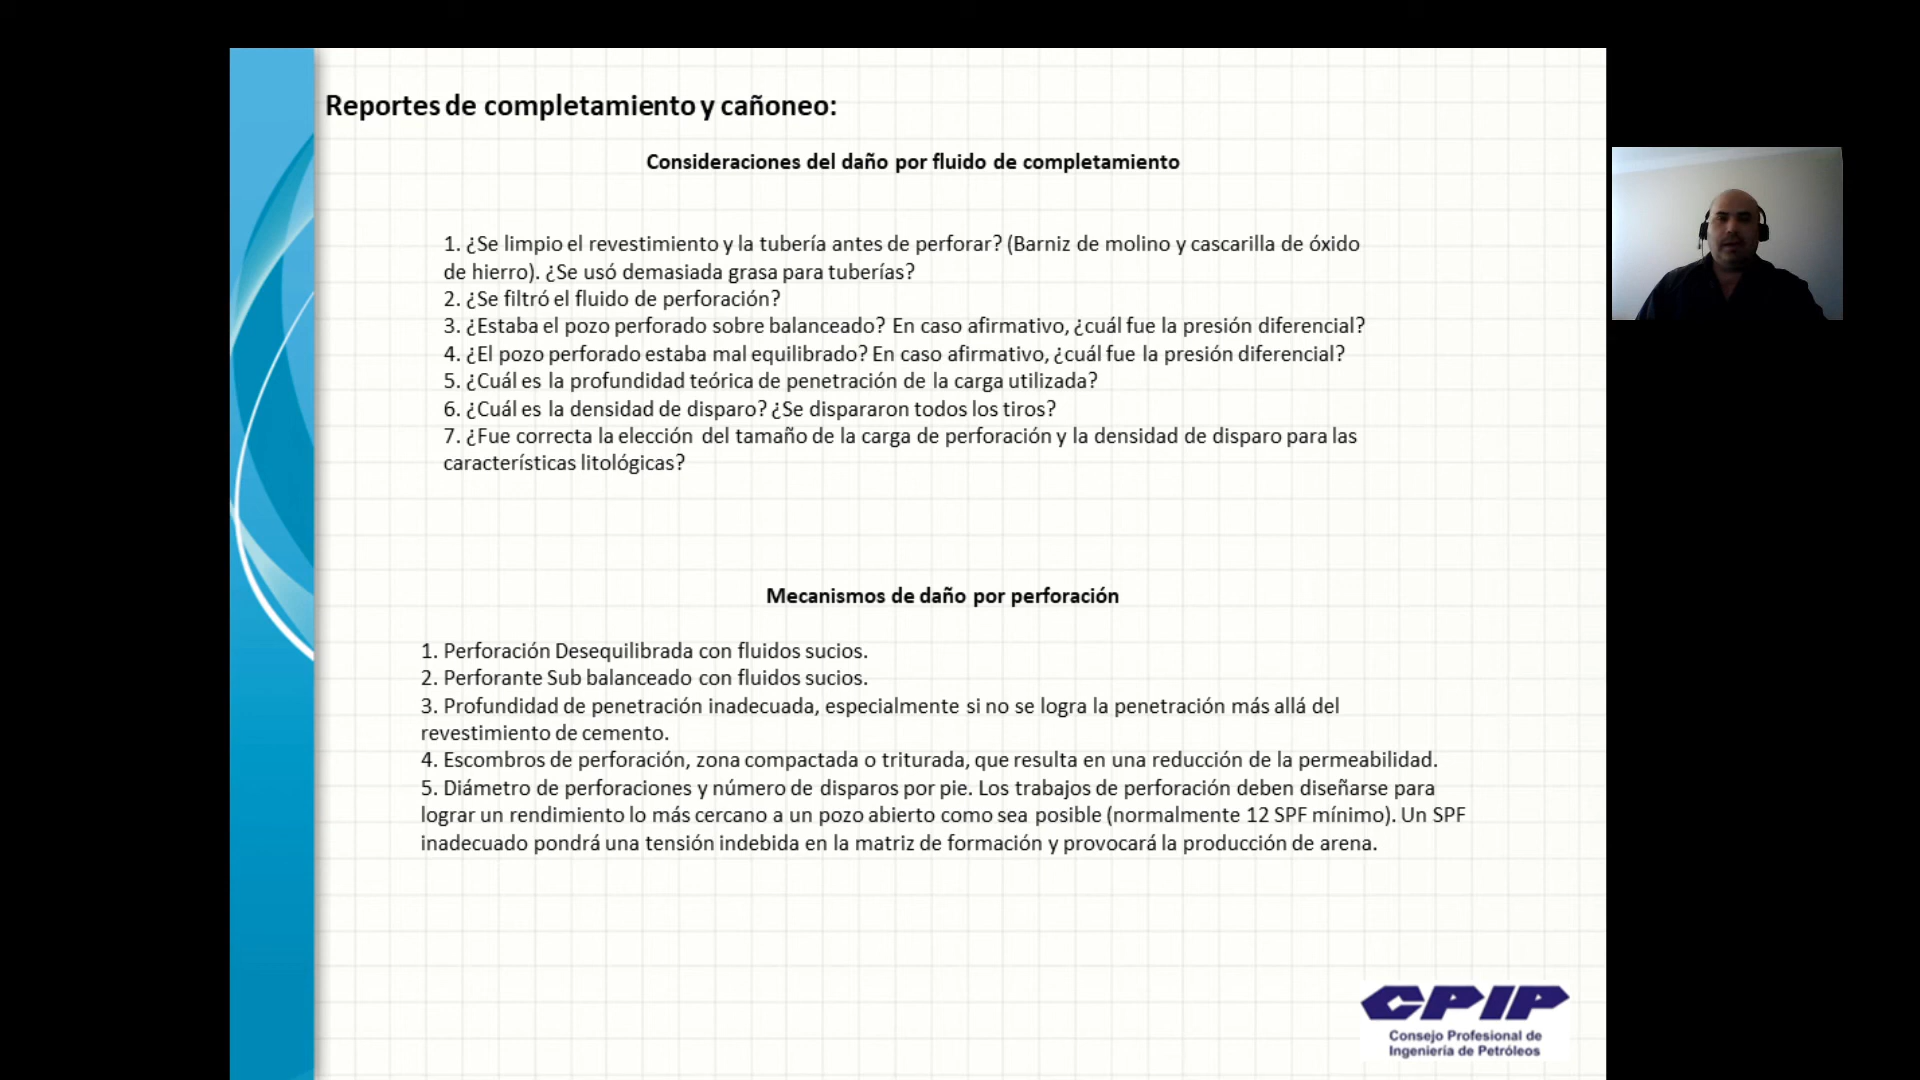 Reportes de completamiento y cañoneo:
Consideraciones del daño por fluido de completamiento
1. ¿Se limpio el revestimiento y la tubería antes de perforar? (Barniz de molino y cascarilla de óxido
de hierro). ¿Se usó demasiada grasa para tuberías?
2. ¿Se filtró el fluido de perforación?
3. ¿Estaba el pozo perforado sobre balanceado? En caso afirmativo, ¿cuál fue la presión diferencial?
4. ¿El pozo perforado estaba mal equilibrado? En caso afirmativo, ¿cuál fue la presión diferencial?
5. ¿Cuál es la profundidad teórica de penetración de la carga utilizada?
6. ¿Cuál es la densidad de disparo? ¿Se dispararon todos los tiros?
7. ¿Fue correcta la elección del tamaño de la carga de perforación y la densidad de disparo para las
características litológicas?
Mecanismos de daño por perforación
1. Perforación Desequilibrada con fluidos sucios.
2. Perforante Sub balanceado con fluidos sucios.
3. Profundidad de penetración inadecuada, especialmente si no se logra la penetración más allá del
revestimiento de cemento.
4. Escombros de perforación, zona compactada o triturada, que resulta en una reducción de la permeabilidad.
5. Diámetro de perforaciones y número de disparos por pie. Los trabajos de perforación deben diseñarse para
lograr un rendimiento lo más cercano a un pozo abierto como sea posible (normalmente 12 SPF mínimo). Un SPF
inadecuado pondrá una tensión indebida en la matriz de formación y provocará la producción de arena.
CPIP
Consejo Profesional de
Ingeniería de Petróleos